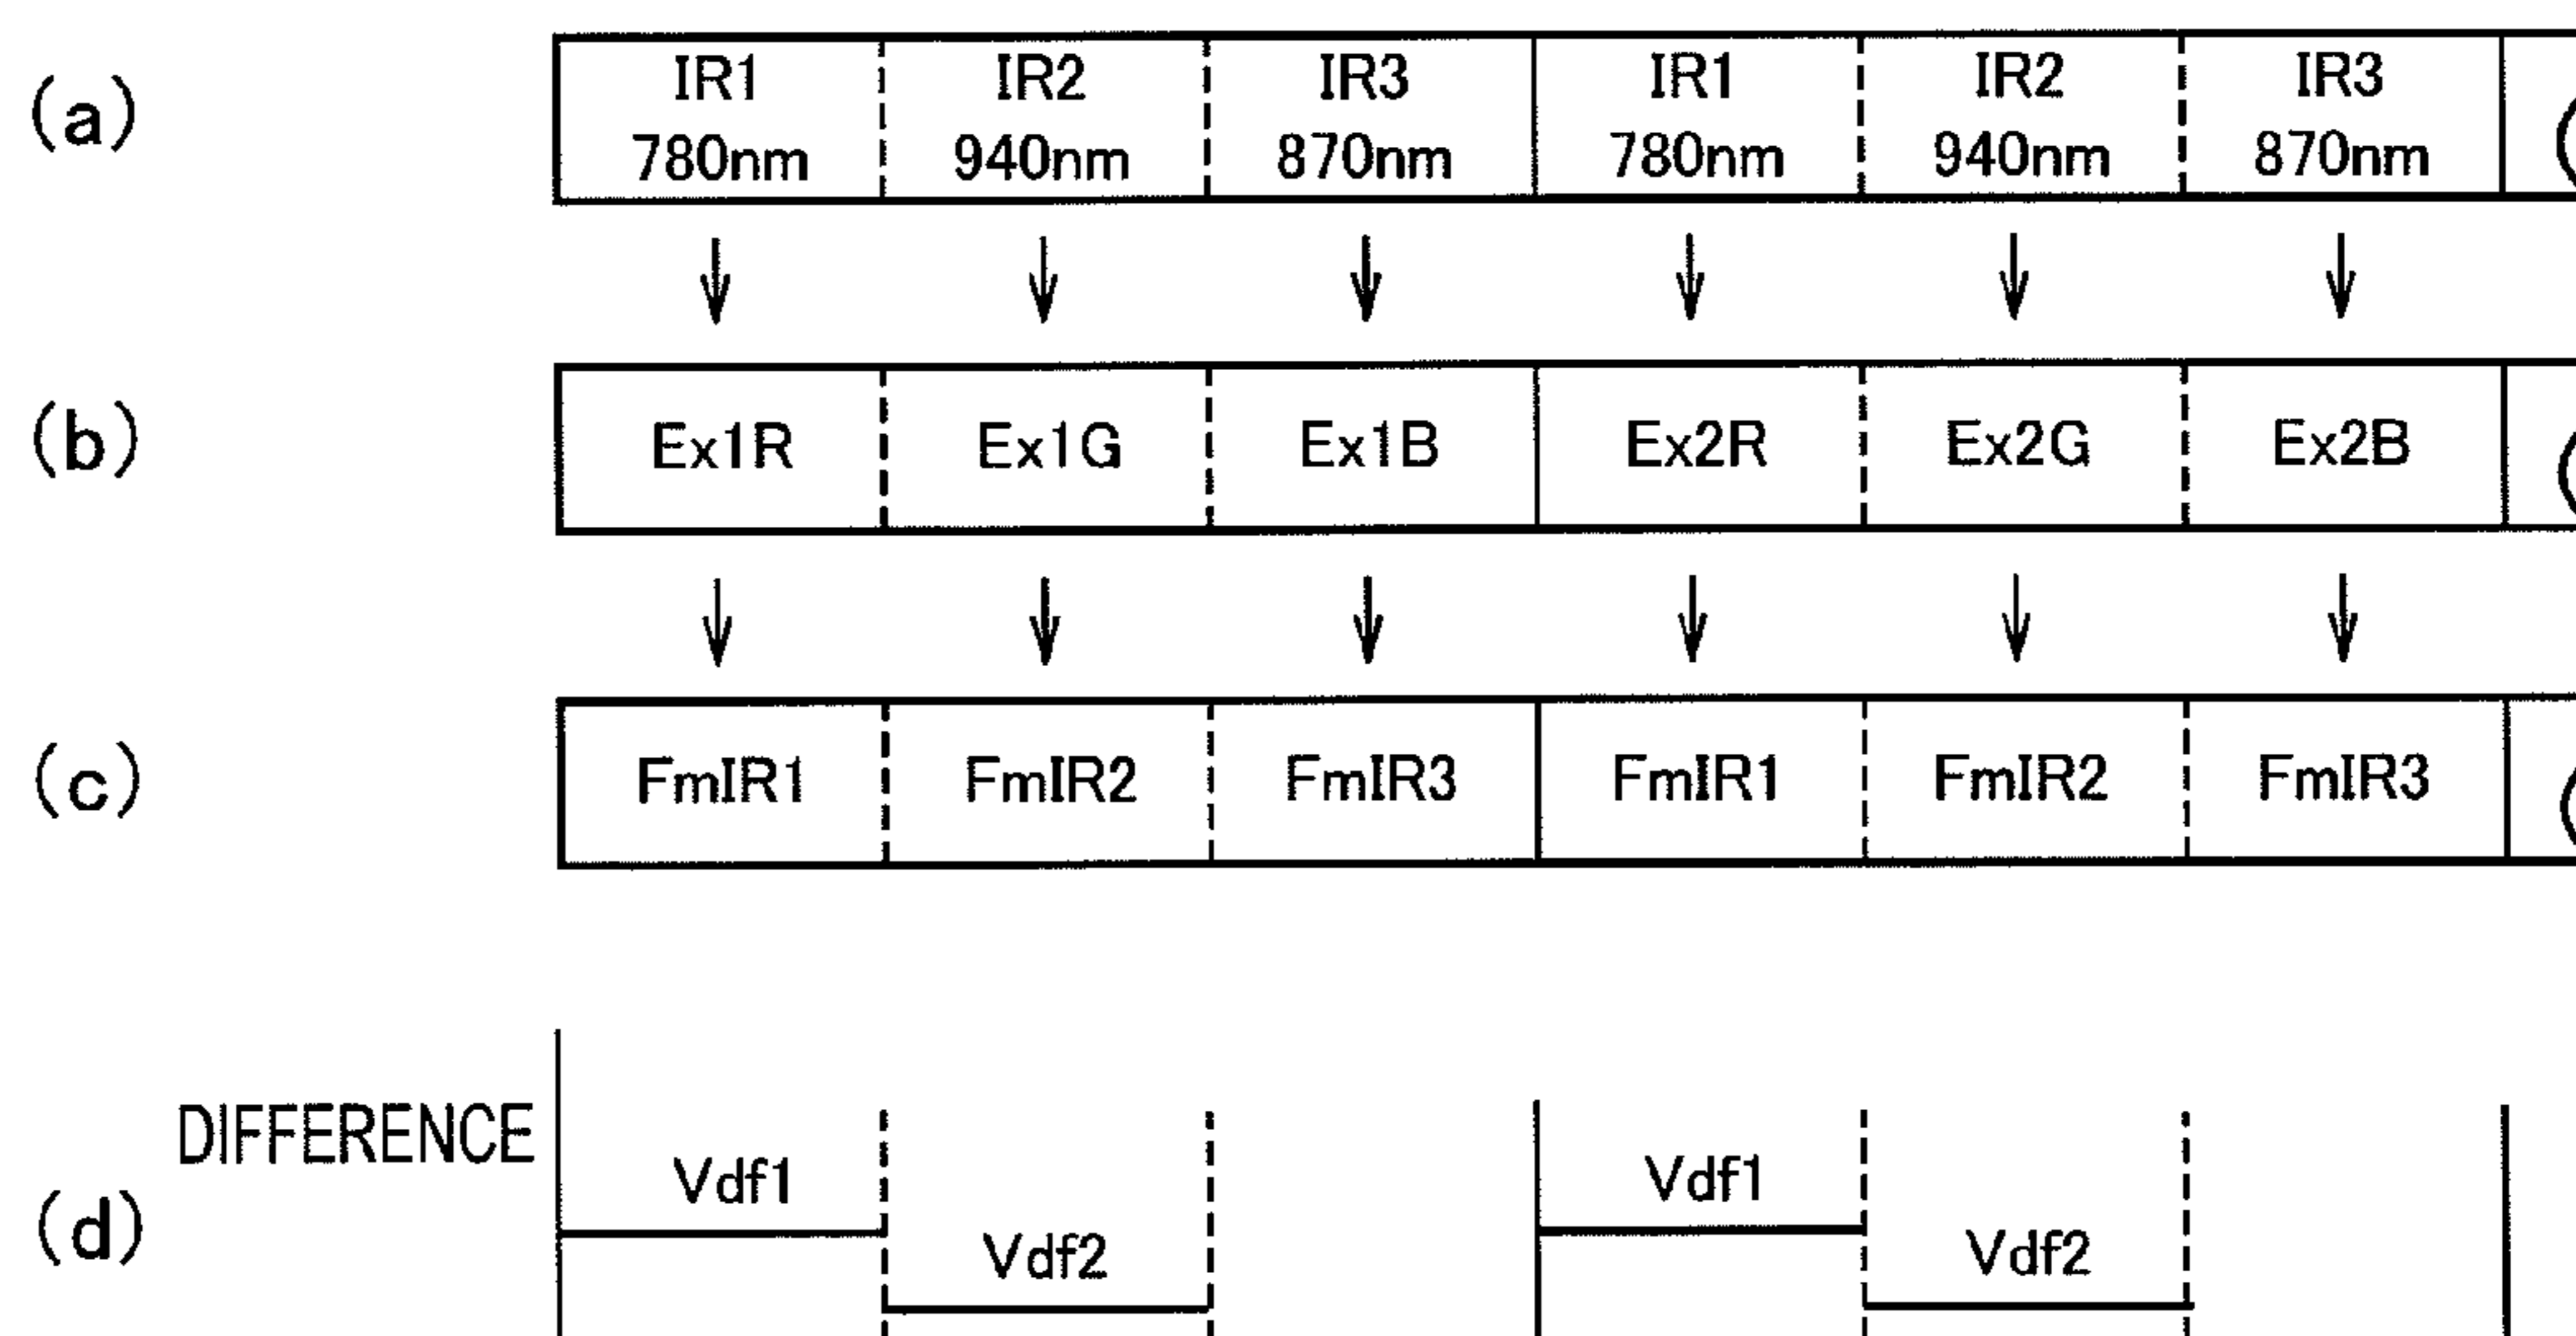 (a) IR1 IR2 IR3 IR1 IR2 IR3
780nm 940nm 870nm 780nm 940nm 870nm
(b) Ex1R Ex1G Ex1B Ex2R Ex2G Ex2B
(c) FmIR1 FmIR2 FmIR3 FmIR1 FmIR2 FmIR3
DIFFERENCE
Vdf1 Vdf1
(d) Vdf2 Vdf2